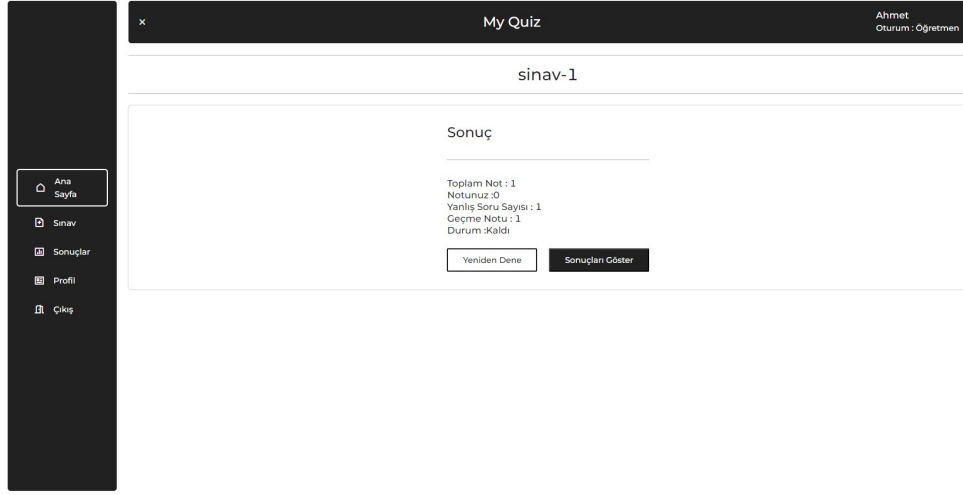 ×
My Quiz
Ahmet
Oturum : Öğretmen
sinav-1
Ana
Sayfa
Sınav
Sonuçlar
Profil
Çıkış
Sonuç
Toplam Not : 1
Notunuz :0
Yanlış Soru Sayısı : 1
Geçme Notu : 1
Durum :Kaldı
Yeniden Dene
Sonuçları Göster